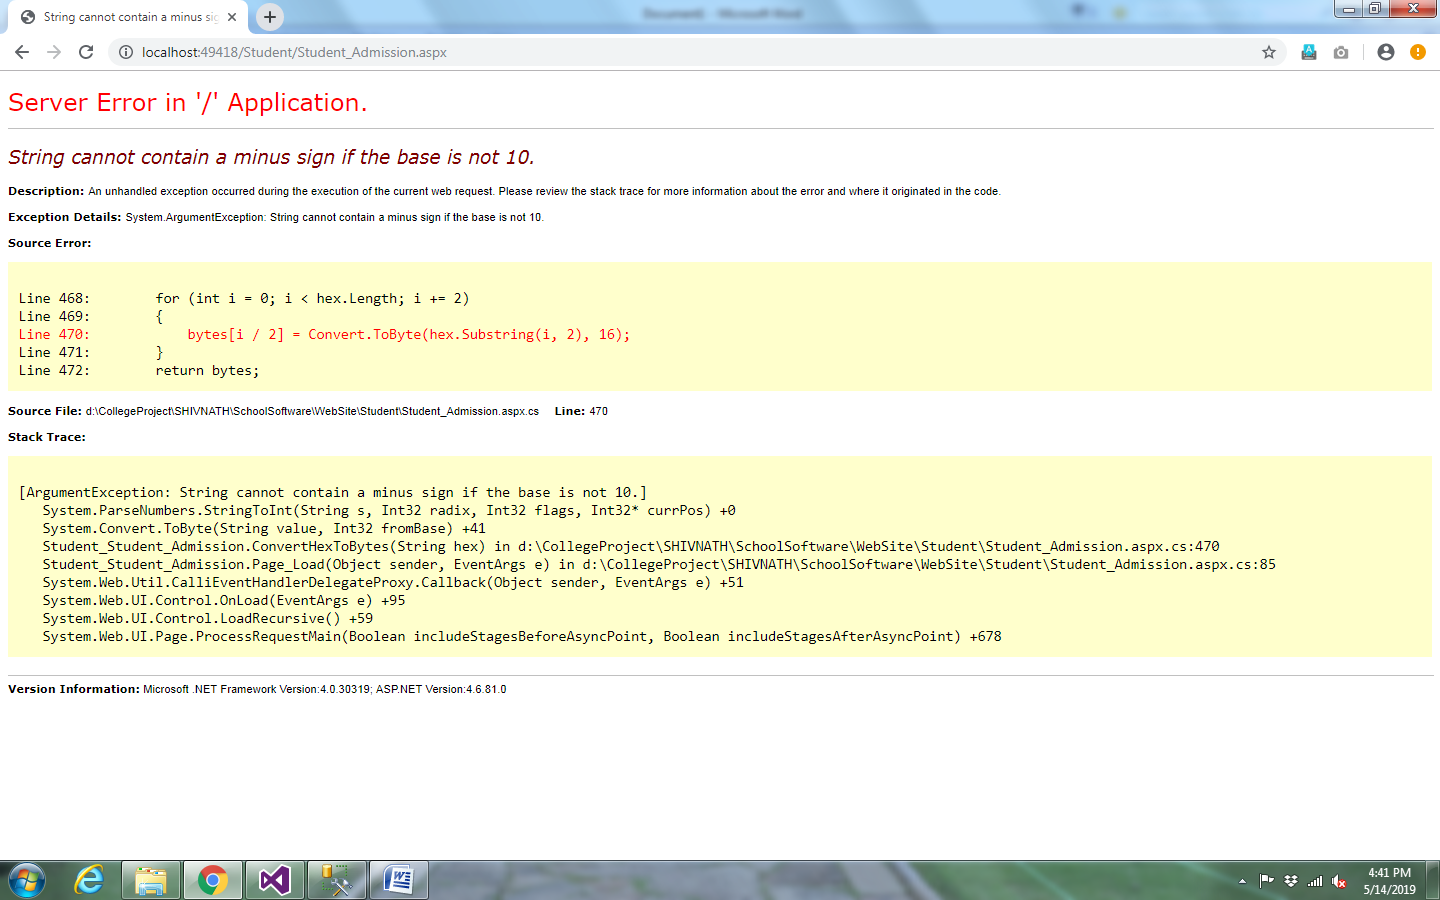 String cannot contain a minus sig
Document1 - Microsoft Word
localhost:49418/Student/Student_Admission.aspx
Server Error in '/' Application.
String cannot contain a minus sign if the base is not 10.
Description: An unhandled exception occurred during the execution of the current web request. Please review the stack trace for more information about the error and where it originated in the code.
Exception Details: System.ArgumentException: String cannot contain a minus sign if the base is not 10.
Source Error:
Line 468:        for (int i = 0; i < hex.Length; i += 2)
Line 469:        {
Line 470:            bytes[i / 2] = Convert.ToByte(hex.Substring(i, 2), 16);
Line 471:        }
Line 472:        return bytes;
Source File: d:\CollegeProject\SHIVNATH\SchoolSoftware\WebSite\Student\Student_Admission.aspx.cs    Line: 470
Stack Trace:
[ArgumentException: String cannot contain a minus sign if the base is not 10.]
   System.ParseNumbers.StringToInt(String s, Int32 radix, Int32 flags, Int32* currPos) +0
   System.Convert.ToByte(String value, Int32 fromBase) +41
   Student_Student_Admission.ConvertHexToBytes(String hex) in d:\CollegeProject\SHIVNATH\SchoolSoftware\WebSite\Student\Student_Admission.aspx.cs:470
   Student_Student_Admission.Page_Load(Object sender, EventArgs e) in d:\CollegeProject\SHIVNATH\SchoolSoftware\WebSite\Student\Student_Admission.aspx.cs:85
   System.Web.Util.CalliEventHandlerDelegateProxy.Callback(Object sender, EventArgs e) +51
   System.Web.UI.Control.OnLoad(EventArgs e) +95
   System.Web.UI.Control.LoadRecursive() +59
   System.Web.UI.Page.ProcessRequestMain(Boolean includeStagesBeforeAsyncPoint, Boolean includeStagesAfterAsyncPoint) +678
Version Information: Microsoft .NET Framework Version:4.0.30319; ASP.NET Version:4.6.81.0
4:41 PM
5/14/2019